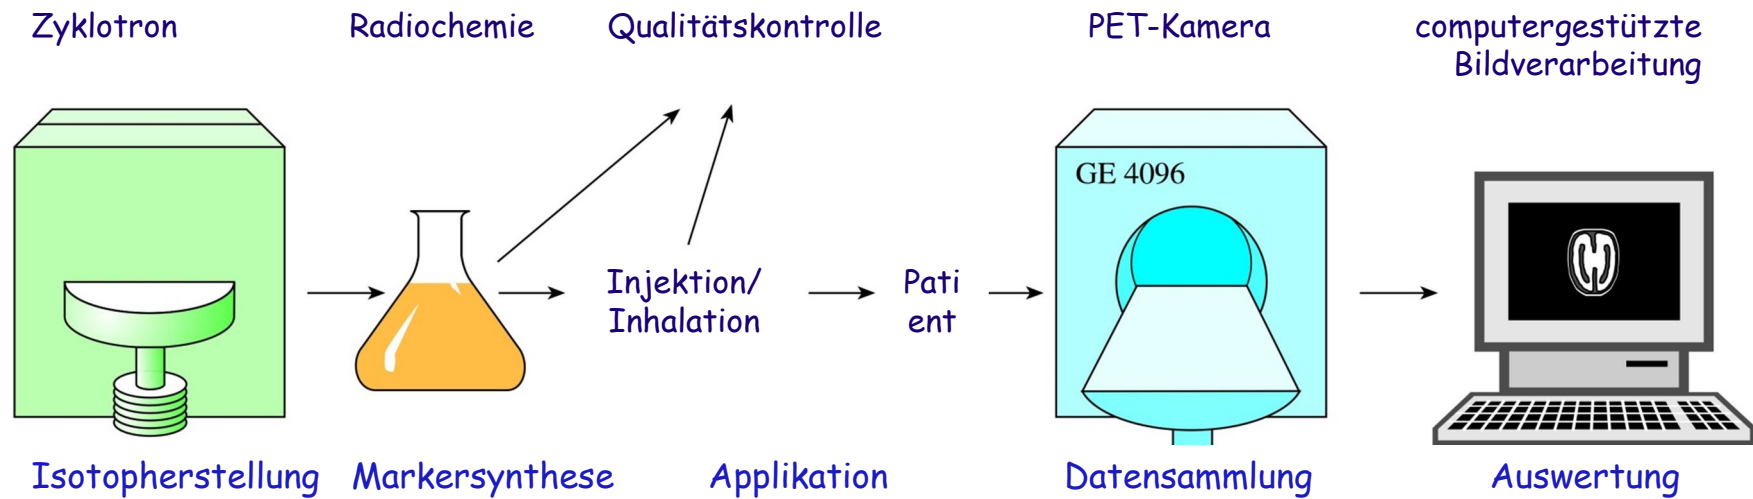 Zyklotron
Radiochemie
Qualitätskontrolle
PET-Kamera
computergestützte
Bildverarbeitung
GE 4096
Injektion/
Inhalation
Pati
ent
Isotopherstellung
Markersynthese
Applikation
Datensammlung
Auswertung